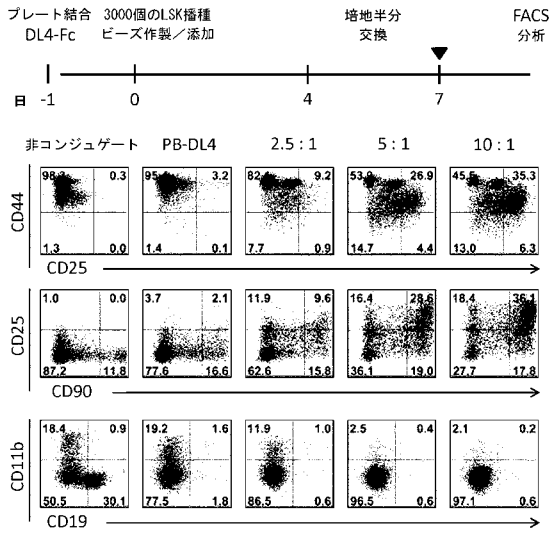 プレート結合 3000個のLSK播種 培地半分 FACS
DL4-Fc ビーズ作製／添加 交換 分析
日 -1 0 4 7
非コンジュゲート PB-DL4 2.5 : 1 5 : 1 10 : 1
CD44
98.3 0.3 95. 3.2 82. 9.2 53.9 26.9 45.5 35.3
1.3 0.0 1.4 0.1 7.7 0.9 14.7 4.4 13.0 6.3
CD25
CD25
1.0 0.0 3.7 2.1 11.9 9.6 16.4 28.6 18.4 36.1
87.2 11.8 77.6 16.6 62.6 15.8 36.1 19.0 27.7 17.8
CD90
CD11b
18.4 0.9 19.2 1.6 11.9 1.0 2.5 0.4 2.1 0.2
50.5 30.1 77.5 1.8 86.5 0.6 96.5 0.6 97.1 0.6
CD19